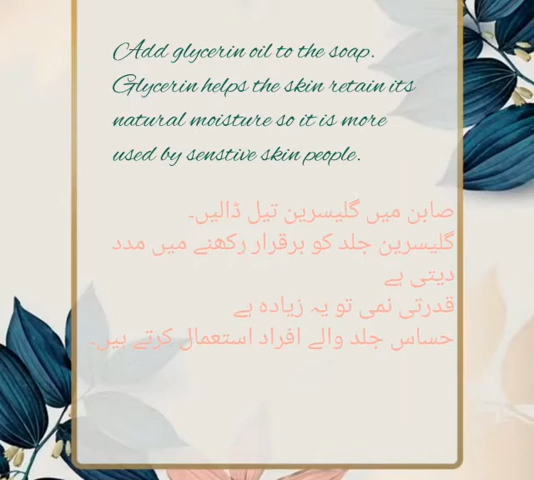 Add glycerin oil to the soap.
Glycerin helps the skin retain its
natural moisture so it is more
used by senstive skin people.
صابن میں گلیسرین تیل ڈالیں۔
گلیسرین جلد کو برقرار رکھنے میں مدد
دیتی ہے
قدرتی نمی تو یہ زیادہ ہے
حساس جلد والے افراد استعمال کرتے ہیں۔